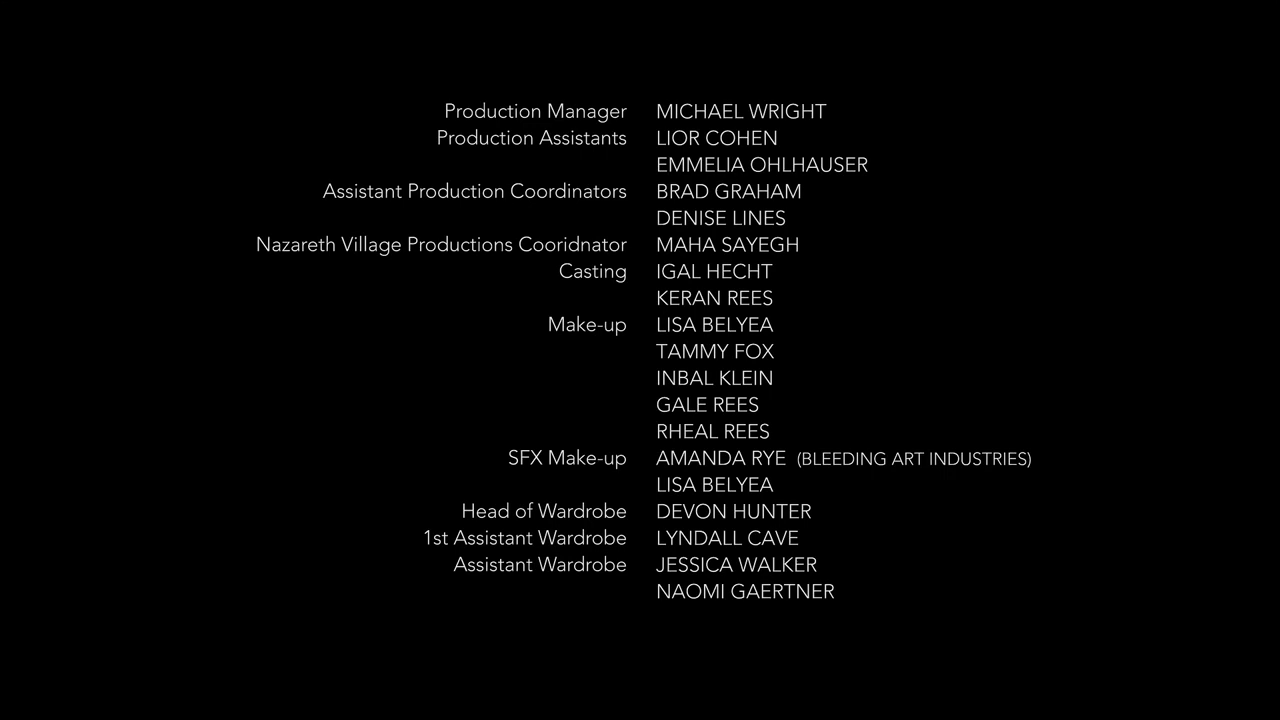 Production Manager MICHAEL WRIGHT
Production Assistants LIOR COHEN
EMMELIA OHLHAUSER
Assistant Production Coordinators BRAD GRAHAM
DENISE LINES
Nazareth Village Productions Cooridnator MAHA SAYEGH
Casting IGAL HECHT
KERAN REES
Make-up LISA BELYEA
TAMMY FOX
INBAL KLEIN
GALE REES
RHEAL REES
SFX Make-up AMANDA RYE (BLEEDING ART INDUSTRIES)
LISA BELYEA
Head of Wardrobe DEVON HUNTER
1st Assistant Wardrobe LYNDALL CAVE
Assistant Wardrobe JESSICA WALKER
NAOMI GAERTNER